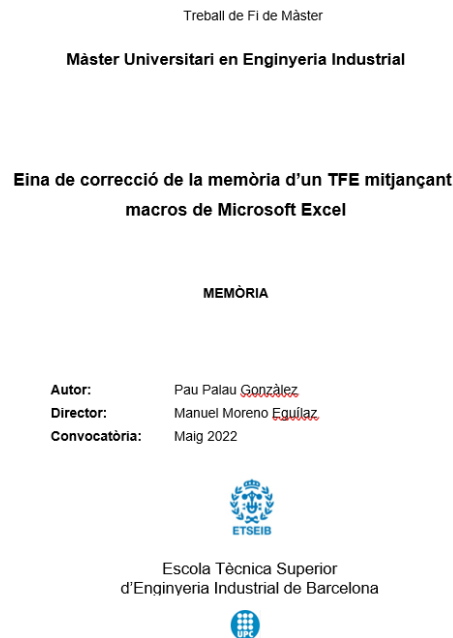 Treball de Fi de Màster
Màster Universitari en Enginyeria Industrial
Eina de correcció de la memòria d'un TFE mitjançant
macros de Microsoft Excel
MEMÒRIA
Autor: Pau Palau Gonzàlez
Director: Manuel Moreno Eguílaz
Convocatòria: Maig 2022
ETSEIB
Escola Tècnica Superior
d'Enginyeria Industrial de Barcelona
UPC